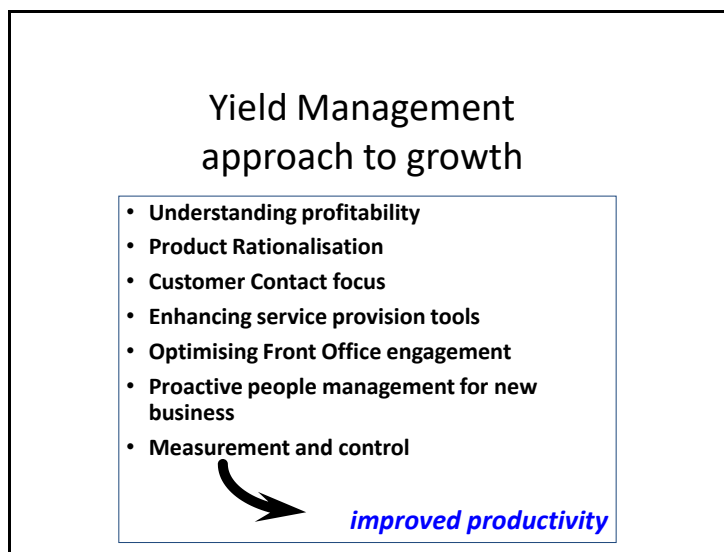 Yield Management
approach to growth
• Understanding profitability
• Product Rationalisation
• Customer Contact focus
• Enhancing service provision tools
• Optimising Front Office engagement
• Proactive people management for new
business
• Measurement and control
improved productivity